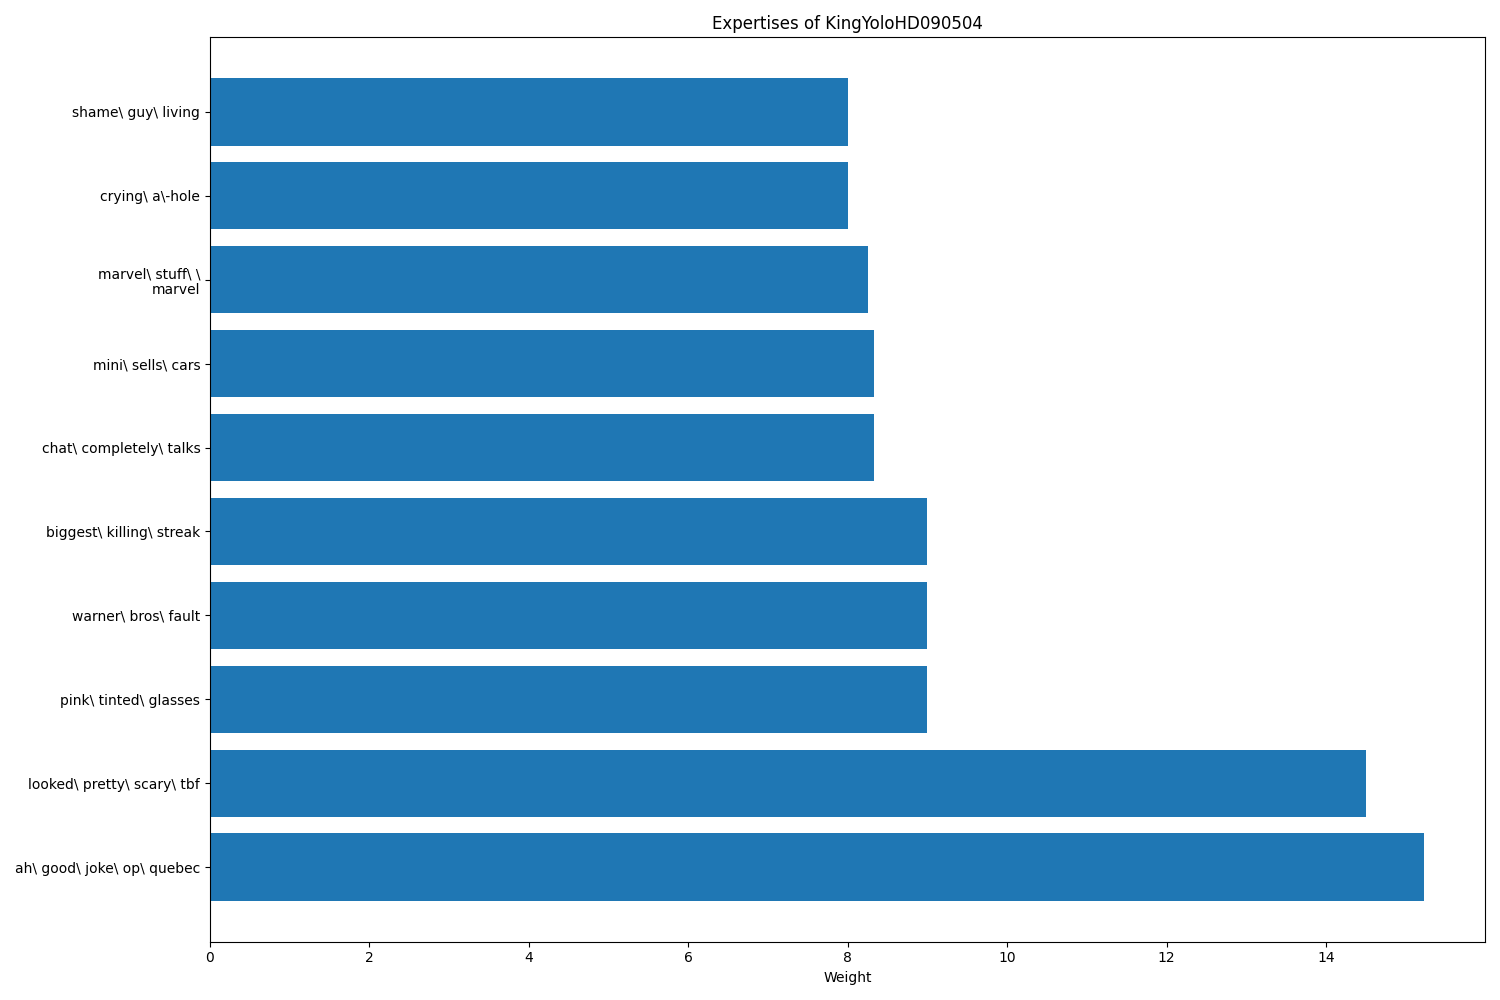 Expertises of KingYoloHD090504
shame\ guy\ living
crying\ a\-hole
marvel\ stuff\ \
marvel
mini\ sells\ cars
chat\ completely\ talks
biggest\ killing\ streak
warner\ bros\ fault
pink\ tinted\ glasses
looked\ pretty\ scary\ tbf
ah\ good\ joke\ op\ quebec
0 2 4 6 8 10 12 14
Weight